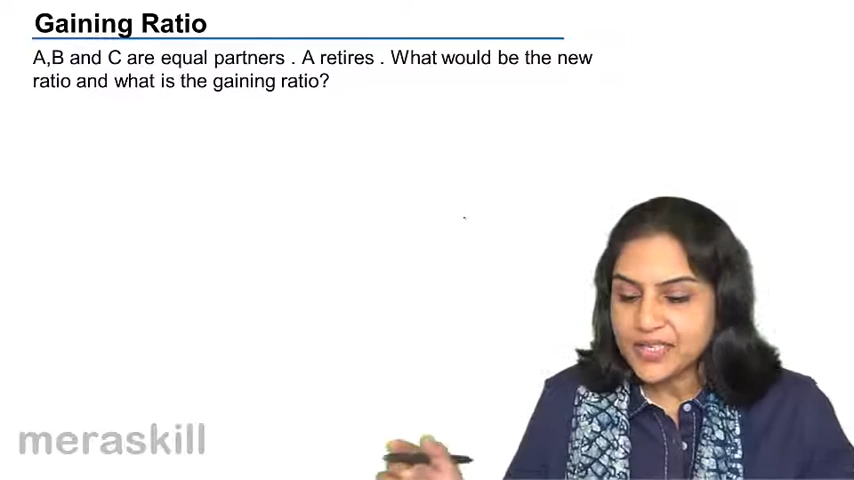 Gaining Ratio
A,B and C are equal partners . A retires . What would be the new
ratio and what is the gaining ratio?
meraskill